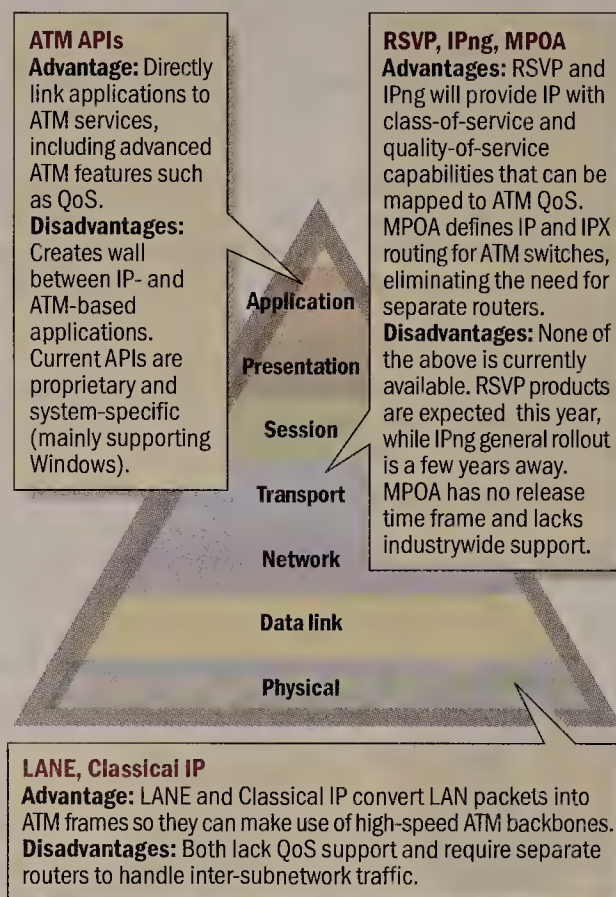 ATM APIs
Advantage: Directly
link applications to
ATM services,
including advanced
ATM features such
as QoS.
Disadvantages:
Creates wall
between IP- and
ATM-based
applications.
Current APIs are
proprietary and
system-specific
(mainly supporting
Windows).
RSVP, IPng, MPOA
Advantages: RSVP and
IPng will provide IP with
class-of-service and
quality-of-service
capabilities that can be
mapped to ATM QoS.
MPOA defines IP and IPX
routing for ATM switches,
eliminating the need for
separate routers.
Disadvantages: None of
the above is currently
available. RSVP products
are expected this year,
while IPng general rollout
is a few years away.
MPOA has no release
time frame and lacks
industrywide support.
Application
Presentation
Session
Transport
Network
Data link
Physical
LANE, Classical IP
Advantage: LANE and Classical IP convert LAN packets into
ATM frames so they can make use of high-speed ATM backbones.
Disadvantages: Both lack QoS support and require separate
routers to handle inter-subnetwork traffic.